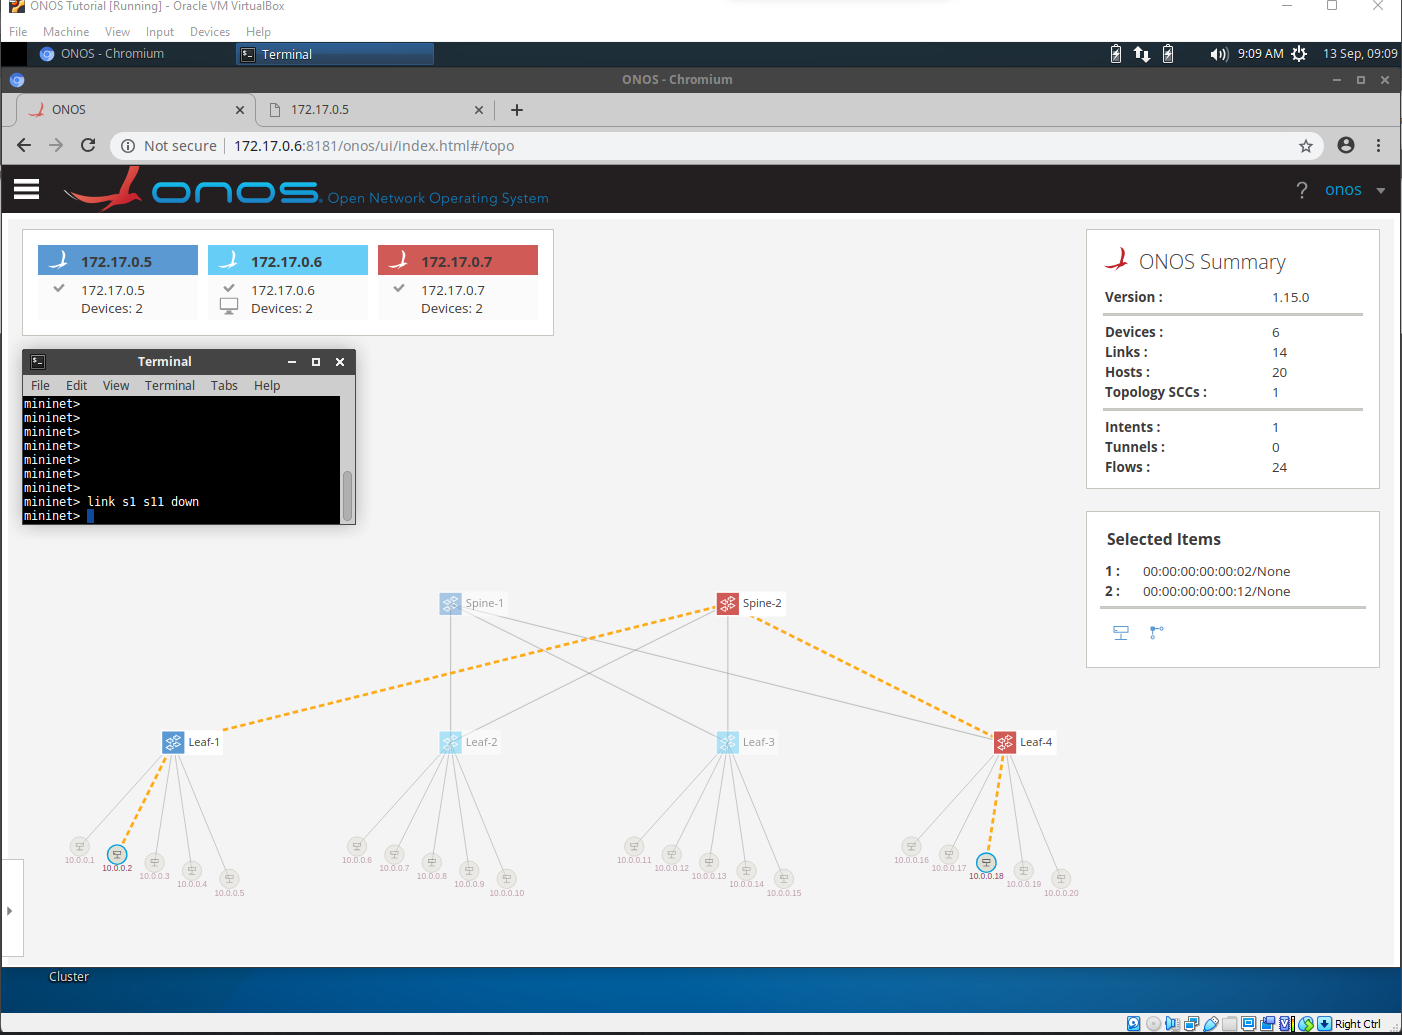 ONOS Tutorial [Running] - Oracle VM VirtualBox
File Machine View Input Devices Help
ONOS - Chromium Terminal 9:09 AM 13 Sep, 09:09
ONOS - Chromium
ONOS 172.17.0.5
Not secure 172.17.0.6:8181/onos/ui/index.html#/topo
onos Open Network Operating System ? onos
172.17.0.5 172.17.0.6 172.17.0.7
172.17.0.5 172.17.0.6 172.17.0.7
Devices: 2 Devices: 2 Devices: 2
ONOS Summary
Version : 1.15.0
Devices : 6
Links : 14
Hosts : 20
Topology SCCs : 1
Intents : 1
Tunnels : 0
Flows : 24
Terminal
File Edit View Terminal Tabs Help
mininet>
mininet>
mininet>
mininet>
mininet>
mininet>
mininet>
mininet> link s1 s11 down
mininet>
Selected Items
1 : 00:00:00:00:00:02/None
2 : 00:00:00:00:00:12/None
Spine-1 Spine-2
Leaf-1 Leaf-2 Leaf-3 Leaf-4
10.0.0.1 10.0.0.2 10.0.0.3 10.0.0.4 10.0.0.5
10.0.0.6 10.0.0.7 10.0.0.8 10.0.0.9 10.0.0.10
10.0.0.11 10.0.0.12 10.0.0.13 10.0.0.14 10.0.0.15
10.0.0.16 10.0.0.17 10.0.0.18 10.0.0.19 10.0.0.20
Cluster
Right Ctrl